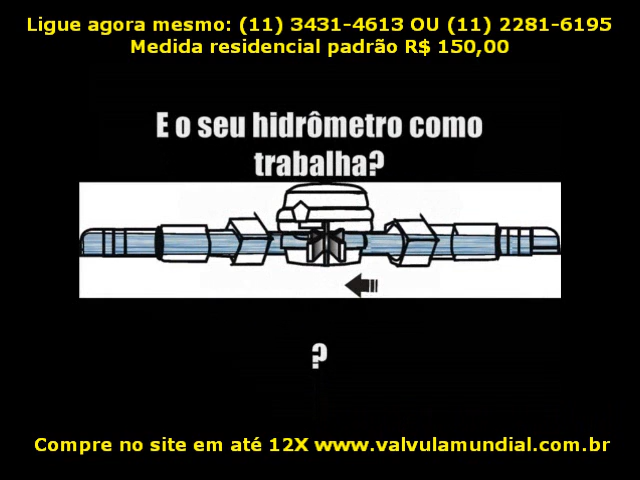 Ligue agora mesmo: (11) 3431-4613 OU (11) 2281-6195
Medida residencial padrão R$ 150,00
E o seu hidrômetro como
trabalha?
?
Compre no site em até 12X www.valvulamundial.com.br